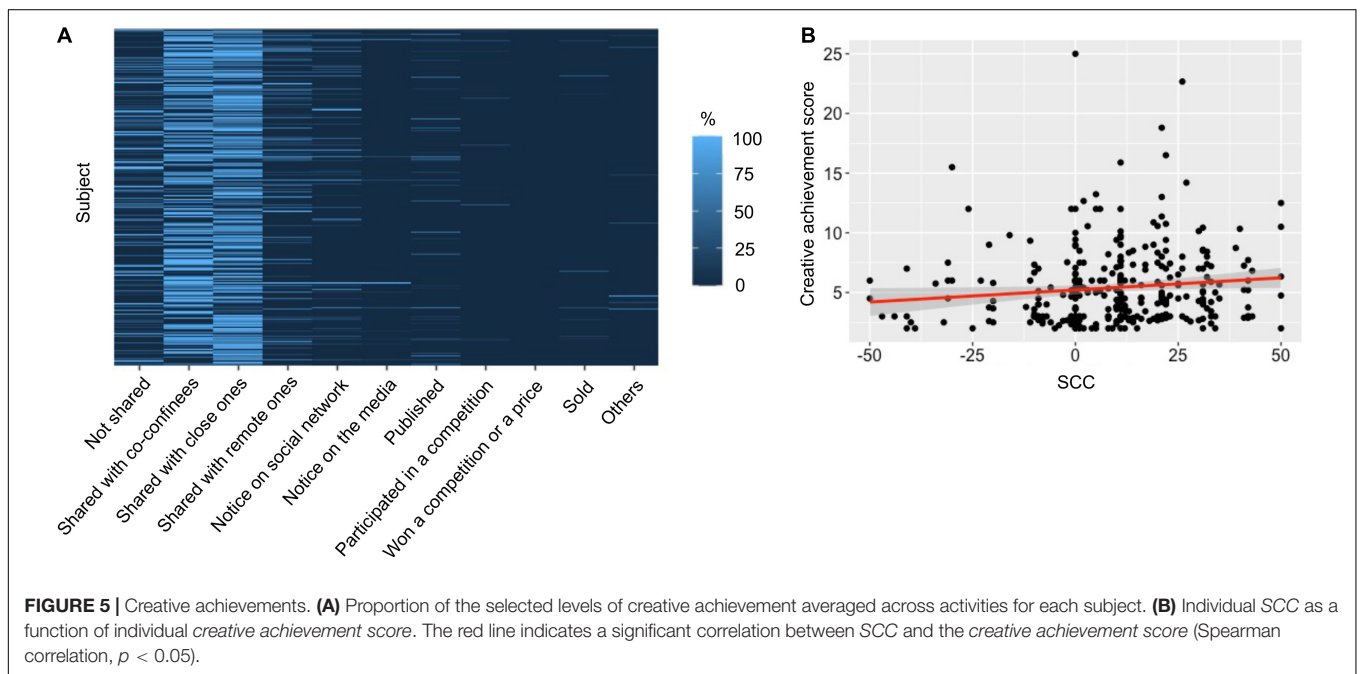 A
Subject
Not shared
Shared with co-confinees
Shared with close ones
Shared with remote ones
Notice on social network
Notice on the media
Published
Participated in a competition
Won a competition or a price
Sold
Others
%
100
75
50
25
0
B
Creative achievement score
25
20
15
10
5
-50
-25
0
25
50
SCC
FIGURE 5 | Creative achievements. (A) Proportion of the selected levels of creative achievement averaged across activities for each subject. (B) Individual SCC as a
function of individual creative achievement score. The red line indicates a significant correlation between SCC and the creative achievement score (Spearman
correlation, p < 0.05).